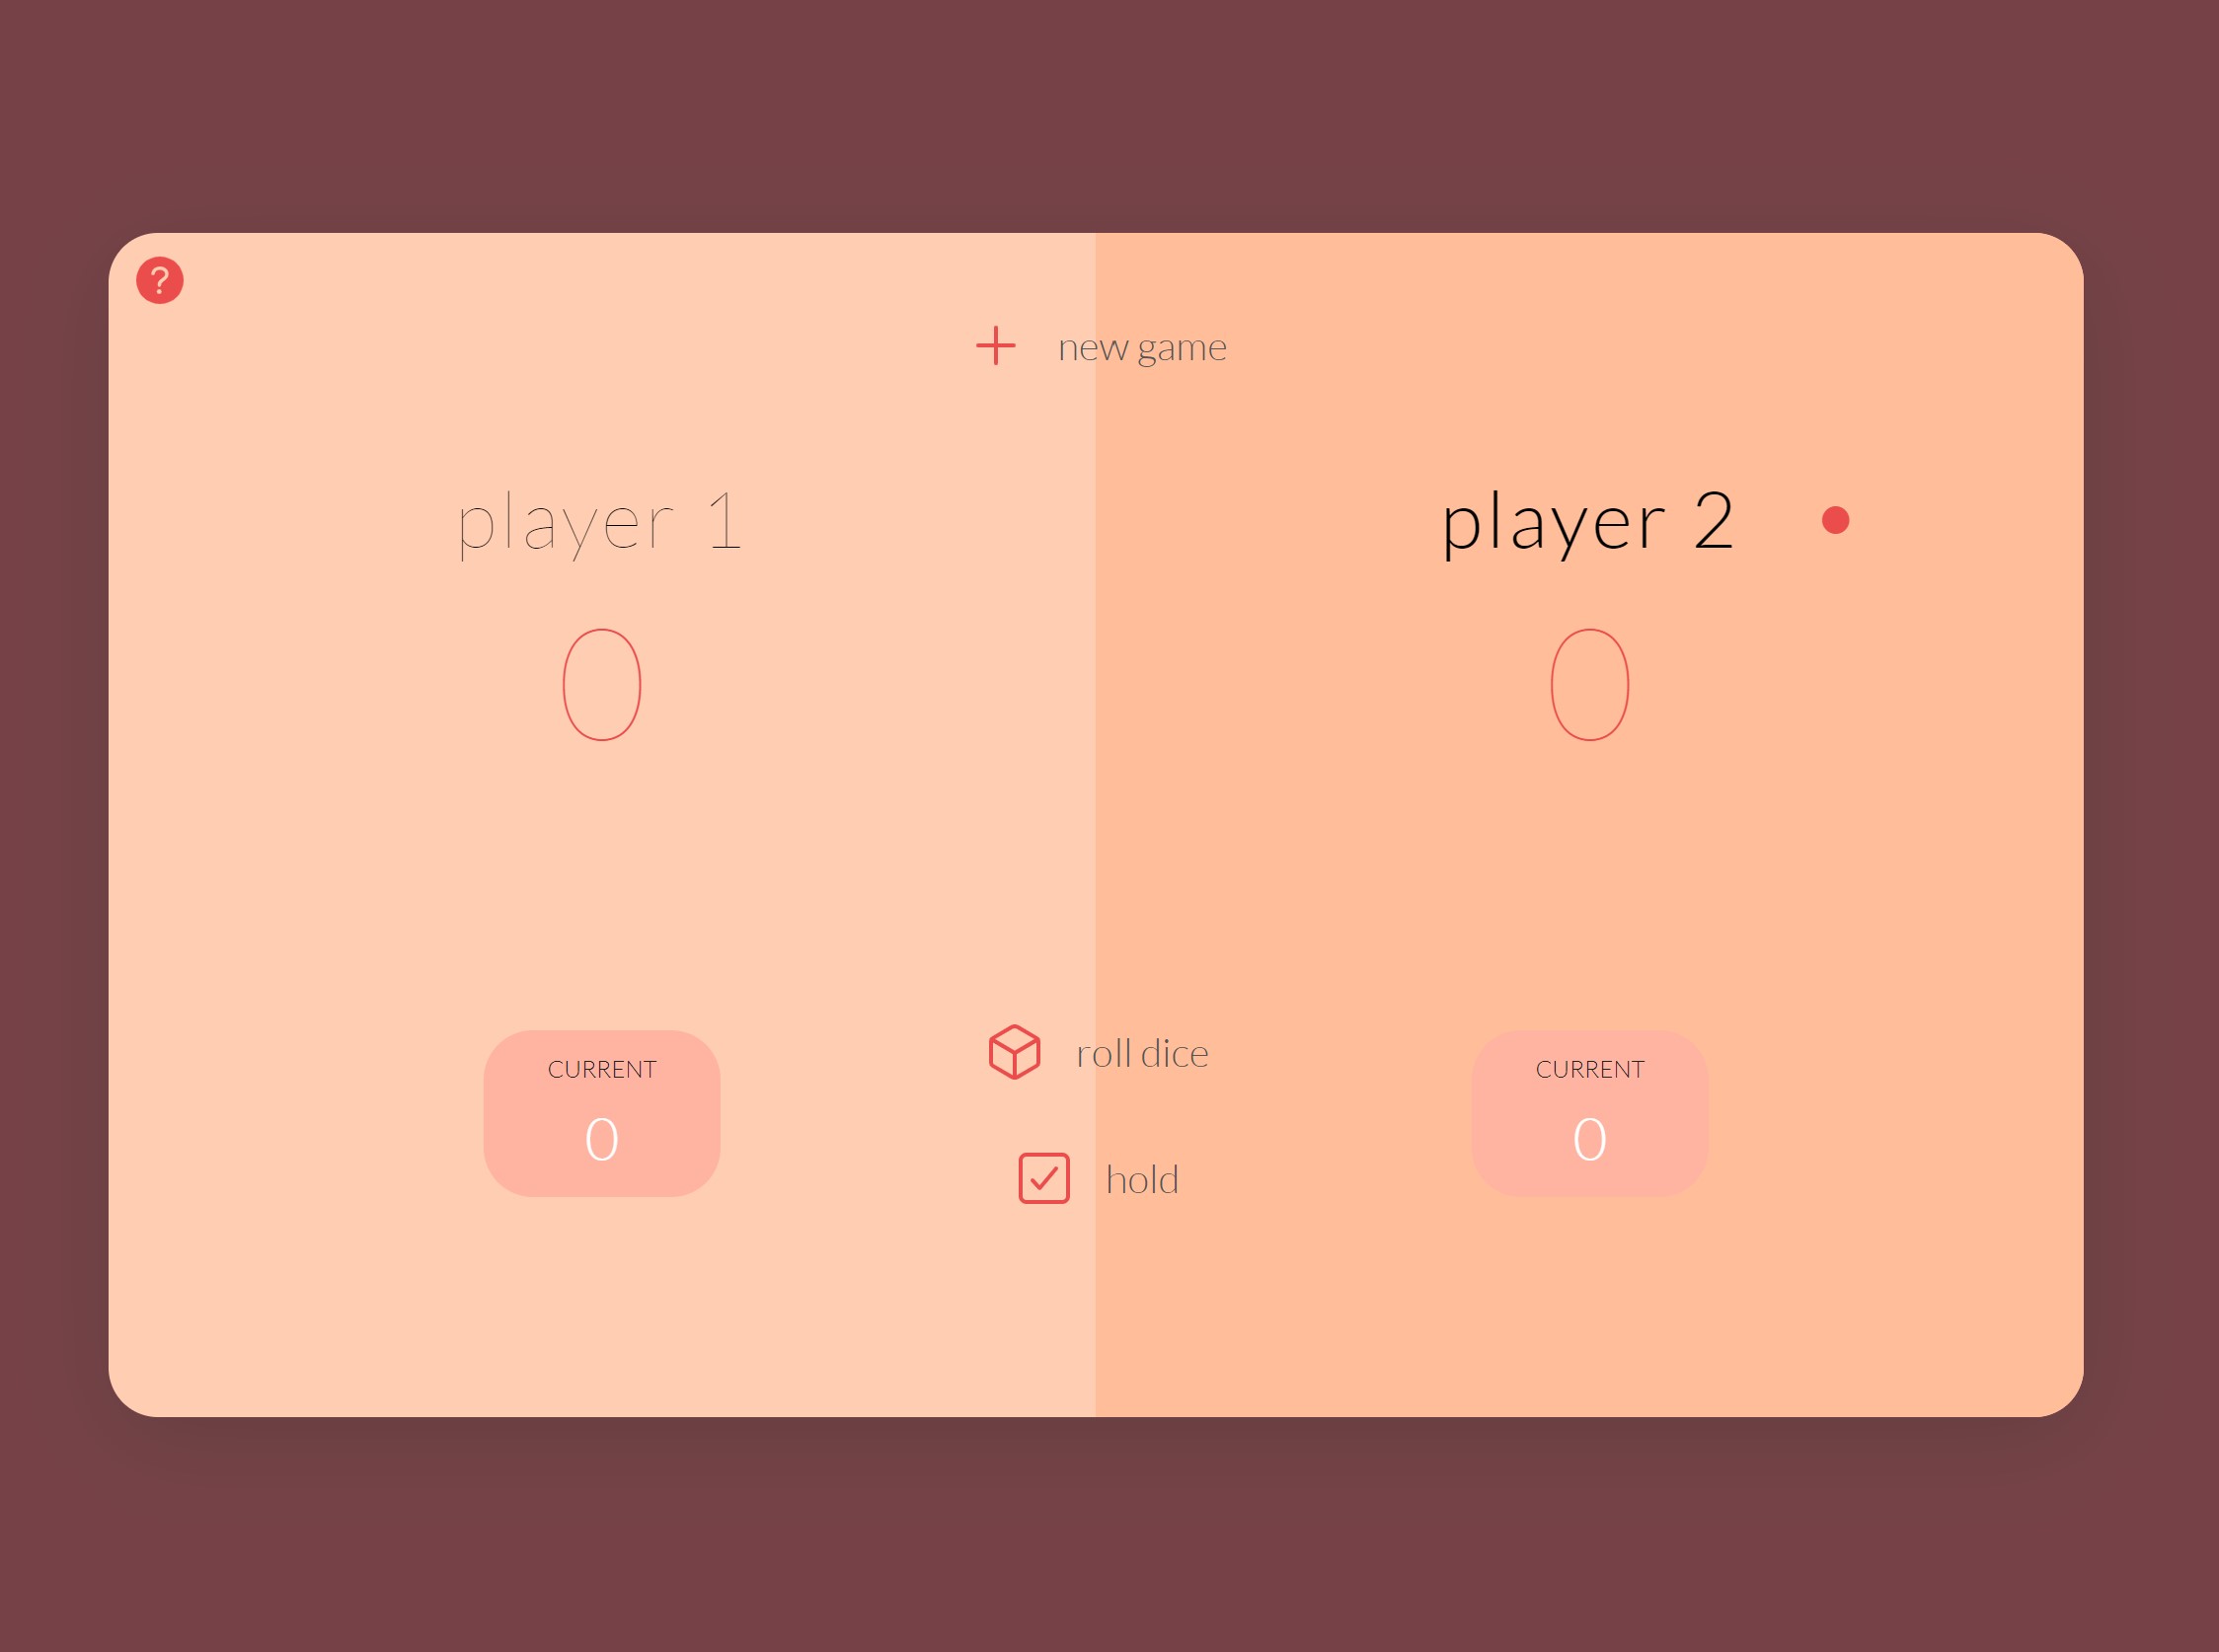 ?
new game
player 1
0
player 2
0
CURRENT
0
roll dice
hold
CURRENT
0